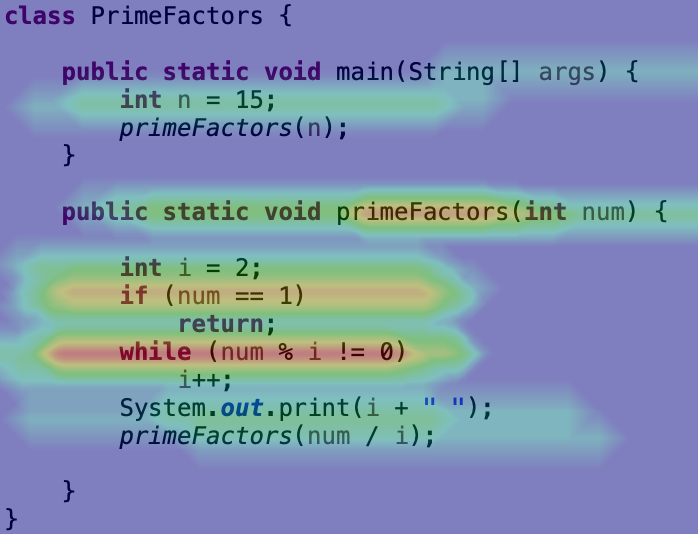 class PrimeFactors {
public static void main(String[] args) {
int n = 15;
primeFactors(n);
}
public static void primeFactors(int num) {
int i = 2;
if (num == 1)
return;
while (num % i != 0)
i++;
System.out.print(i + " ");
primeFactors(num / i);
}
}